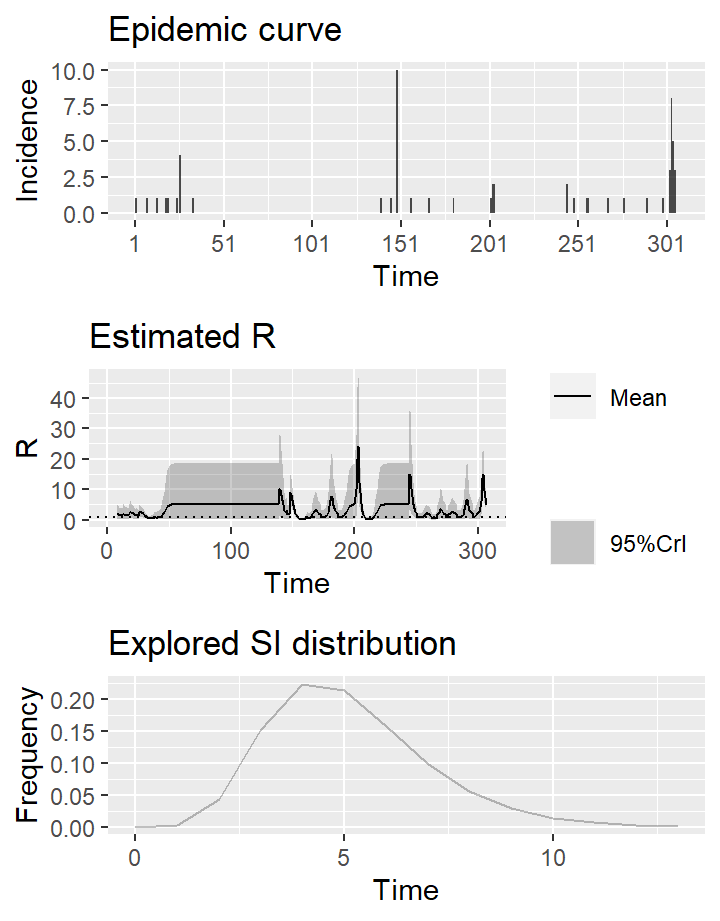 Epidemic curve
10.0
7.5
5.0
2.5
0.0
Incidence
1 51 101 151 201 251 301
Time
Estimated R
40
30
20
10
0
R
0 100 200 300
Time
Mean
95%CrI
Explored SI distribution
0.20
0.15
0.10
0.05
0.00
Frequency
0 5 10
Time